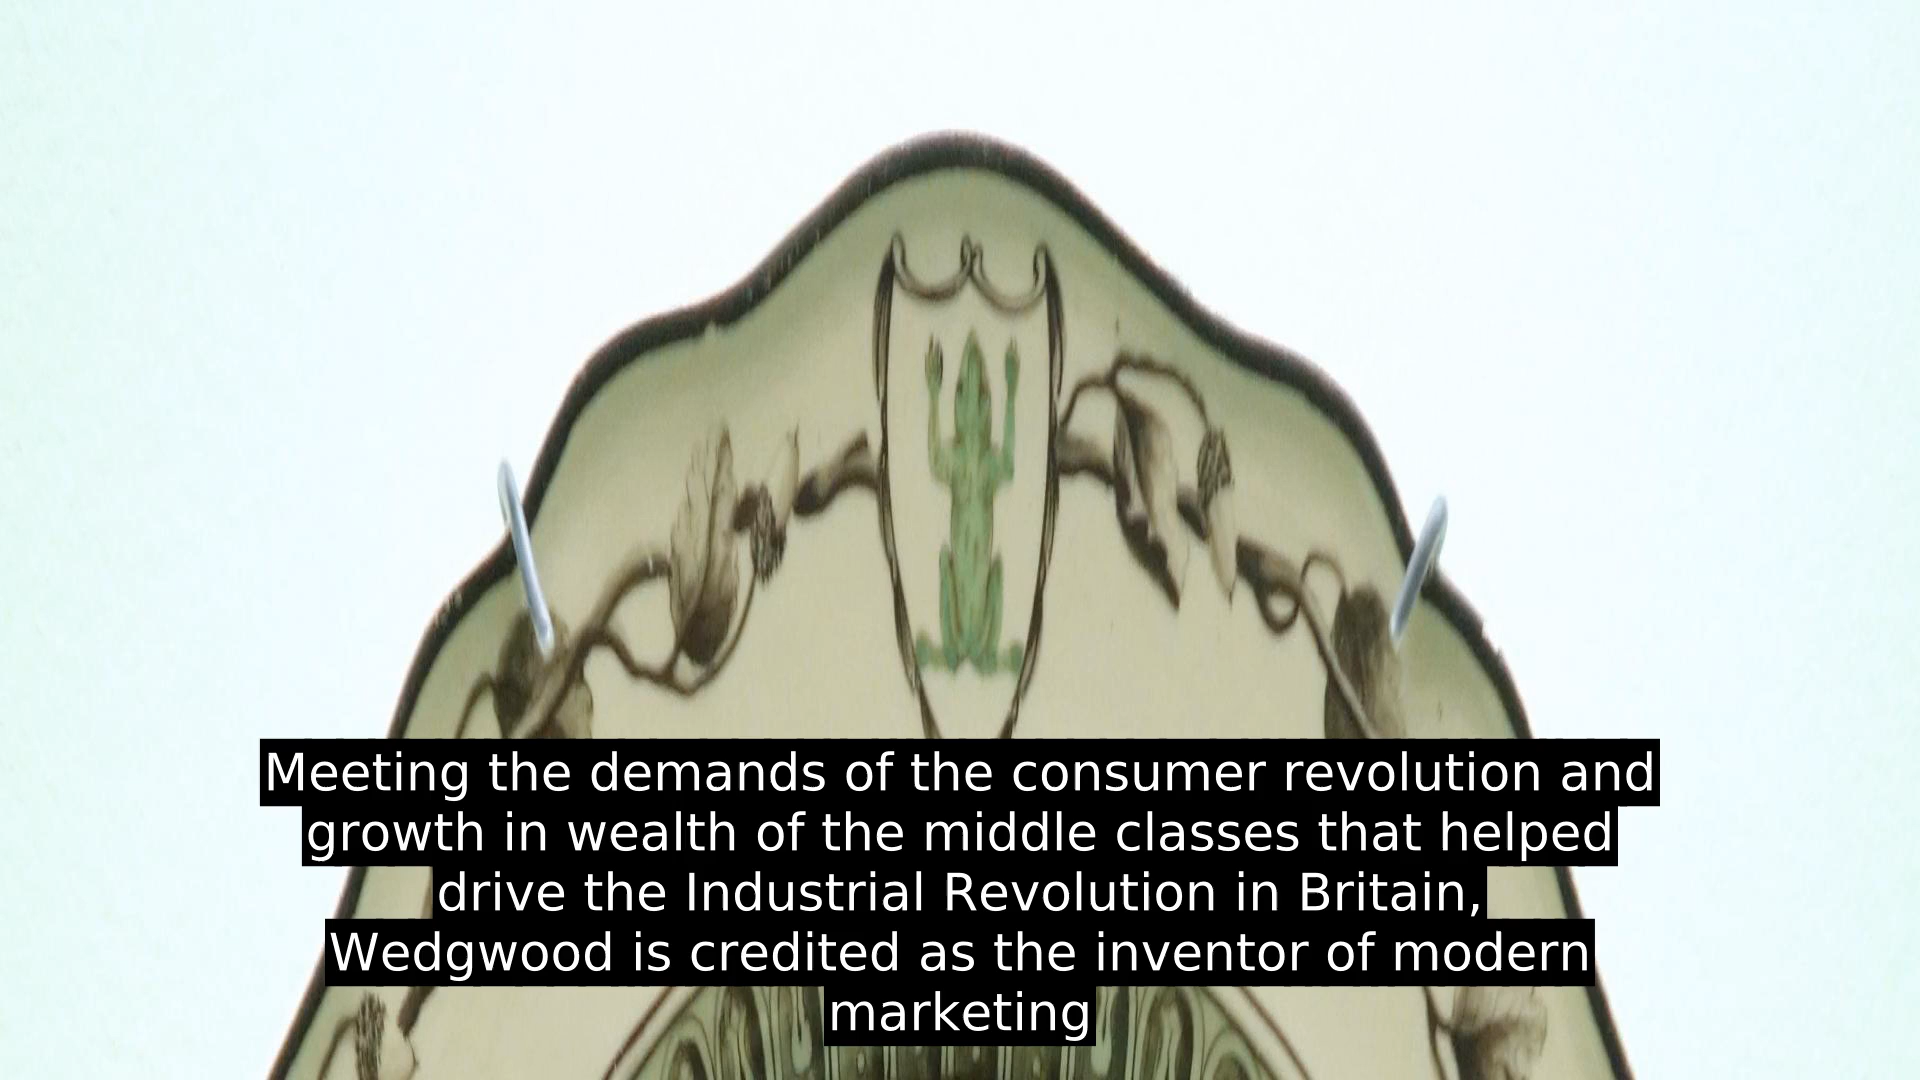 Meeting the demands of the consumer revolution and
growth in wealth of the middle classes that helped
drive the Industrial Revolution in Britain,
Wedgwood is credited as the inventor of modern
marketing